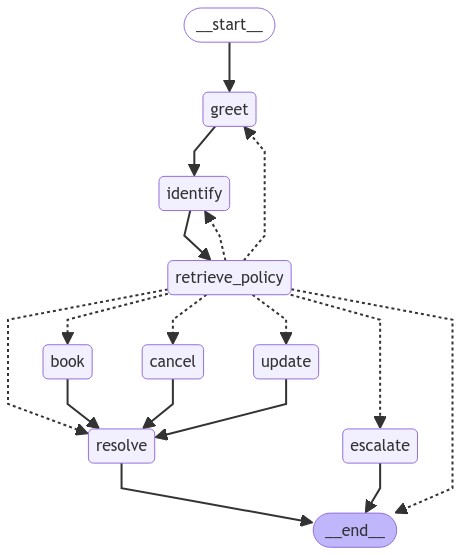 __start__
greet
identify
retrieve_policy
book
cancel
update
resolve
escalate
__end__